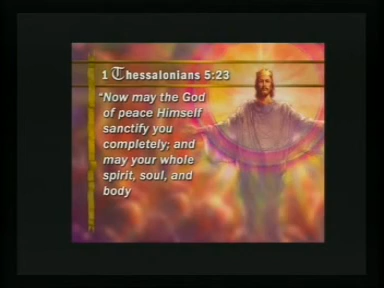 1 Thessalonians 5:23
"Now may the God
of peace Himself
sanctify you
completely; and
may your whole
spirit, soul, and
body